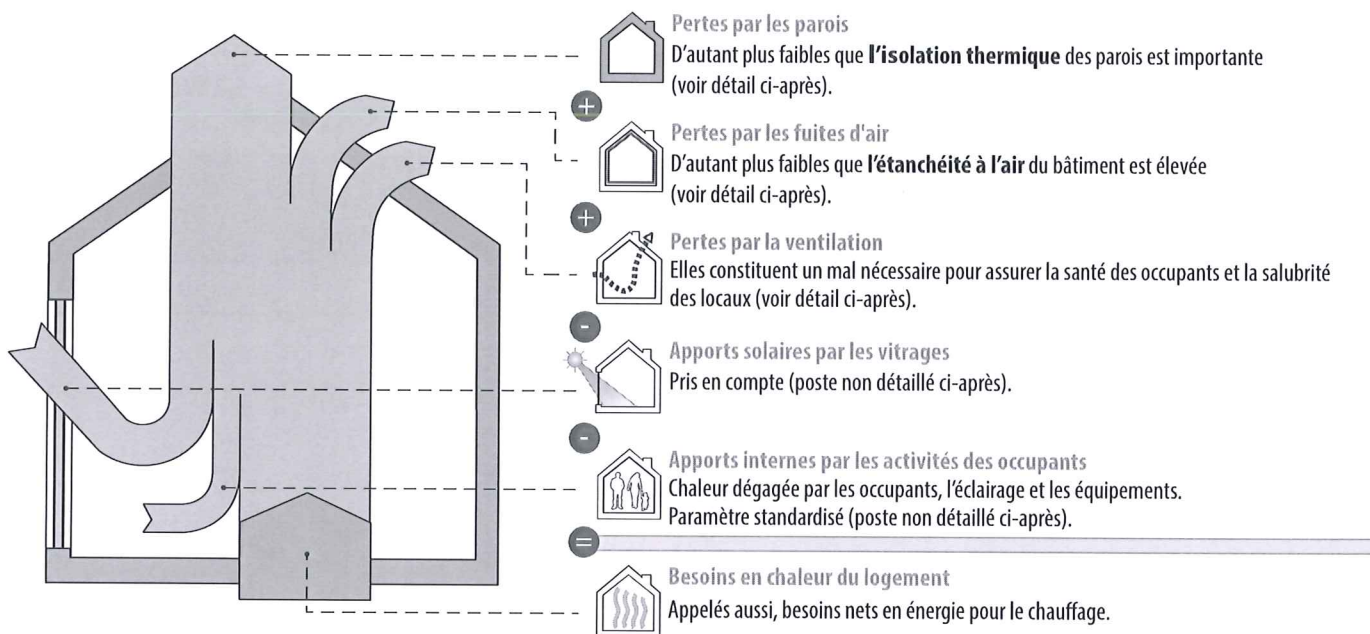 Pertes par les parois
D'autant plus faibles que l'isolation thermique des parois est importante
(voir détail ci-après).
+
Pertes par les fuites d'air
D'autant plus faibles que l'étanchéité à l'air du bâtiment est élevée
(voir détail ci-après).
+
Pertes par la ventilation
Elles constituent un mal nécessaire pour assurer la santé des occupants et la salubrité
des locaux (voir détail ci-après).
-
Apports solaires par les vitrages
Pris en compte (poste non détaillé ci-après).
-
Apports internes par les activités des occupants
Chaleur dégagée par les occupants, l'éclairage et les équipements.
Paramètre standardisé (poste non détaillé ci-après).
=
Besoins en chaleur du logement
Appelés aussi, besoins nets en énergie pour le chauffage.